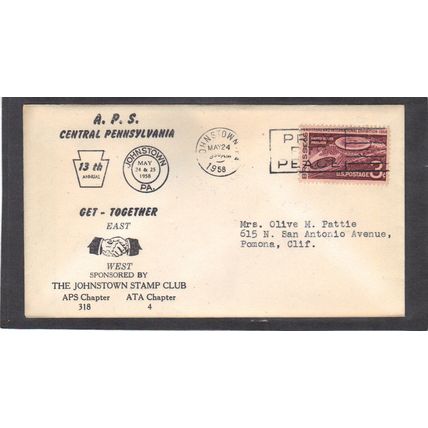 A. P. S.
CENTRAL PENNSYLVANIA
13th
ANNUAL
JOHNSTOWN
MAY
24 & 25
1958
PA.
GET - TOGETHER
EAST
WEST
SPONSORED BY
THE JOHNSTOWN STAMP CLUB
APS Chapter ATA Chapter
318 4
JOHNSTOWN, PA.
MAY 24
1958
U.S. POSTAGE 3¢
Mrs. Olive M. Pattie
615 N. San Antonio Avenue,
Pomona, Clif.